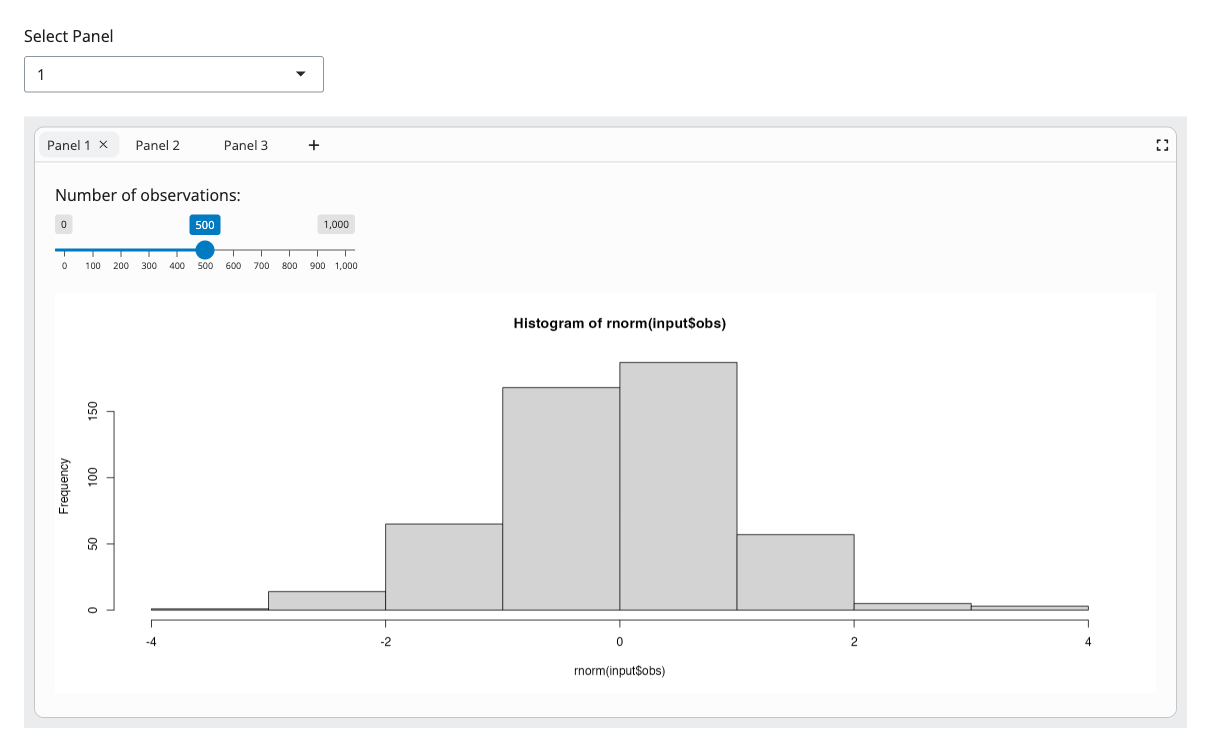 Select Panel
1
Panel 1 × Panel 2 Panel 3 +
Number of observations:
0 500 1,000
0 100 200 300 400 500 600 700 800 900 1,000
Histogram of rnorm(input$obs)
Frequency
150
100
50
0
-4 -2 0 2 4
rnorm(input$obs)